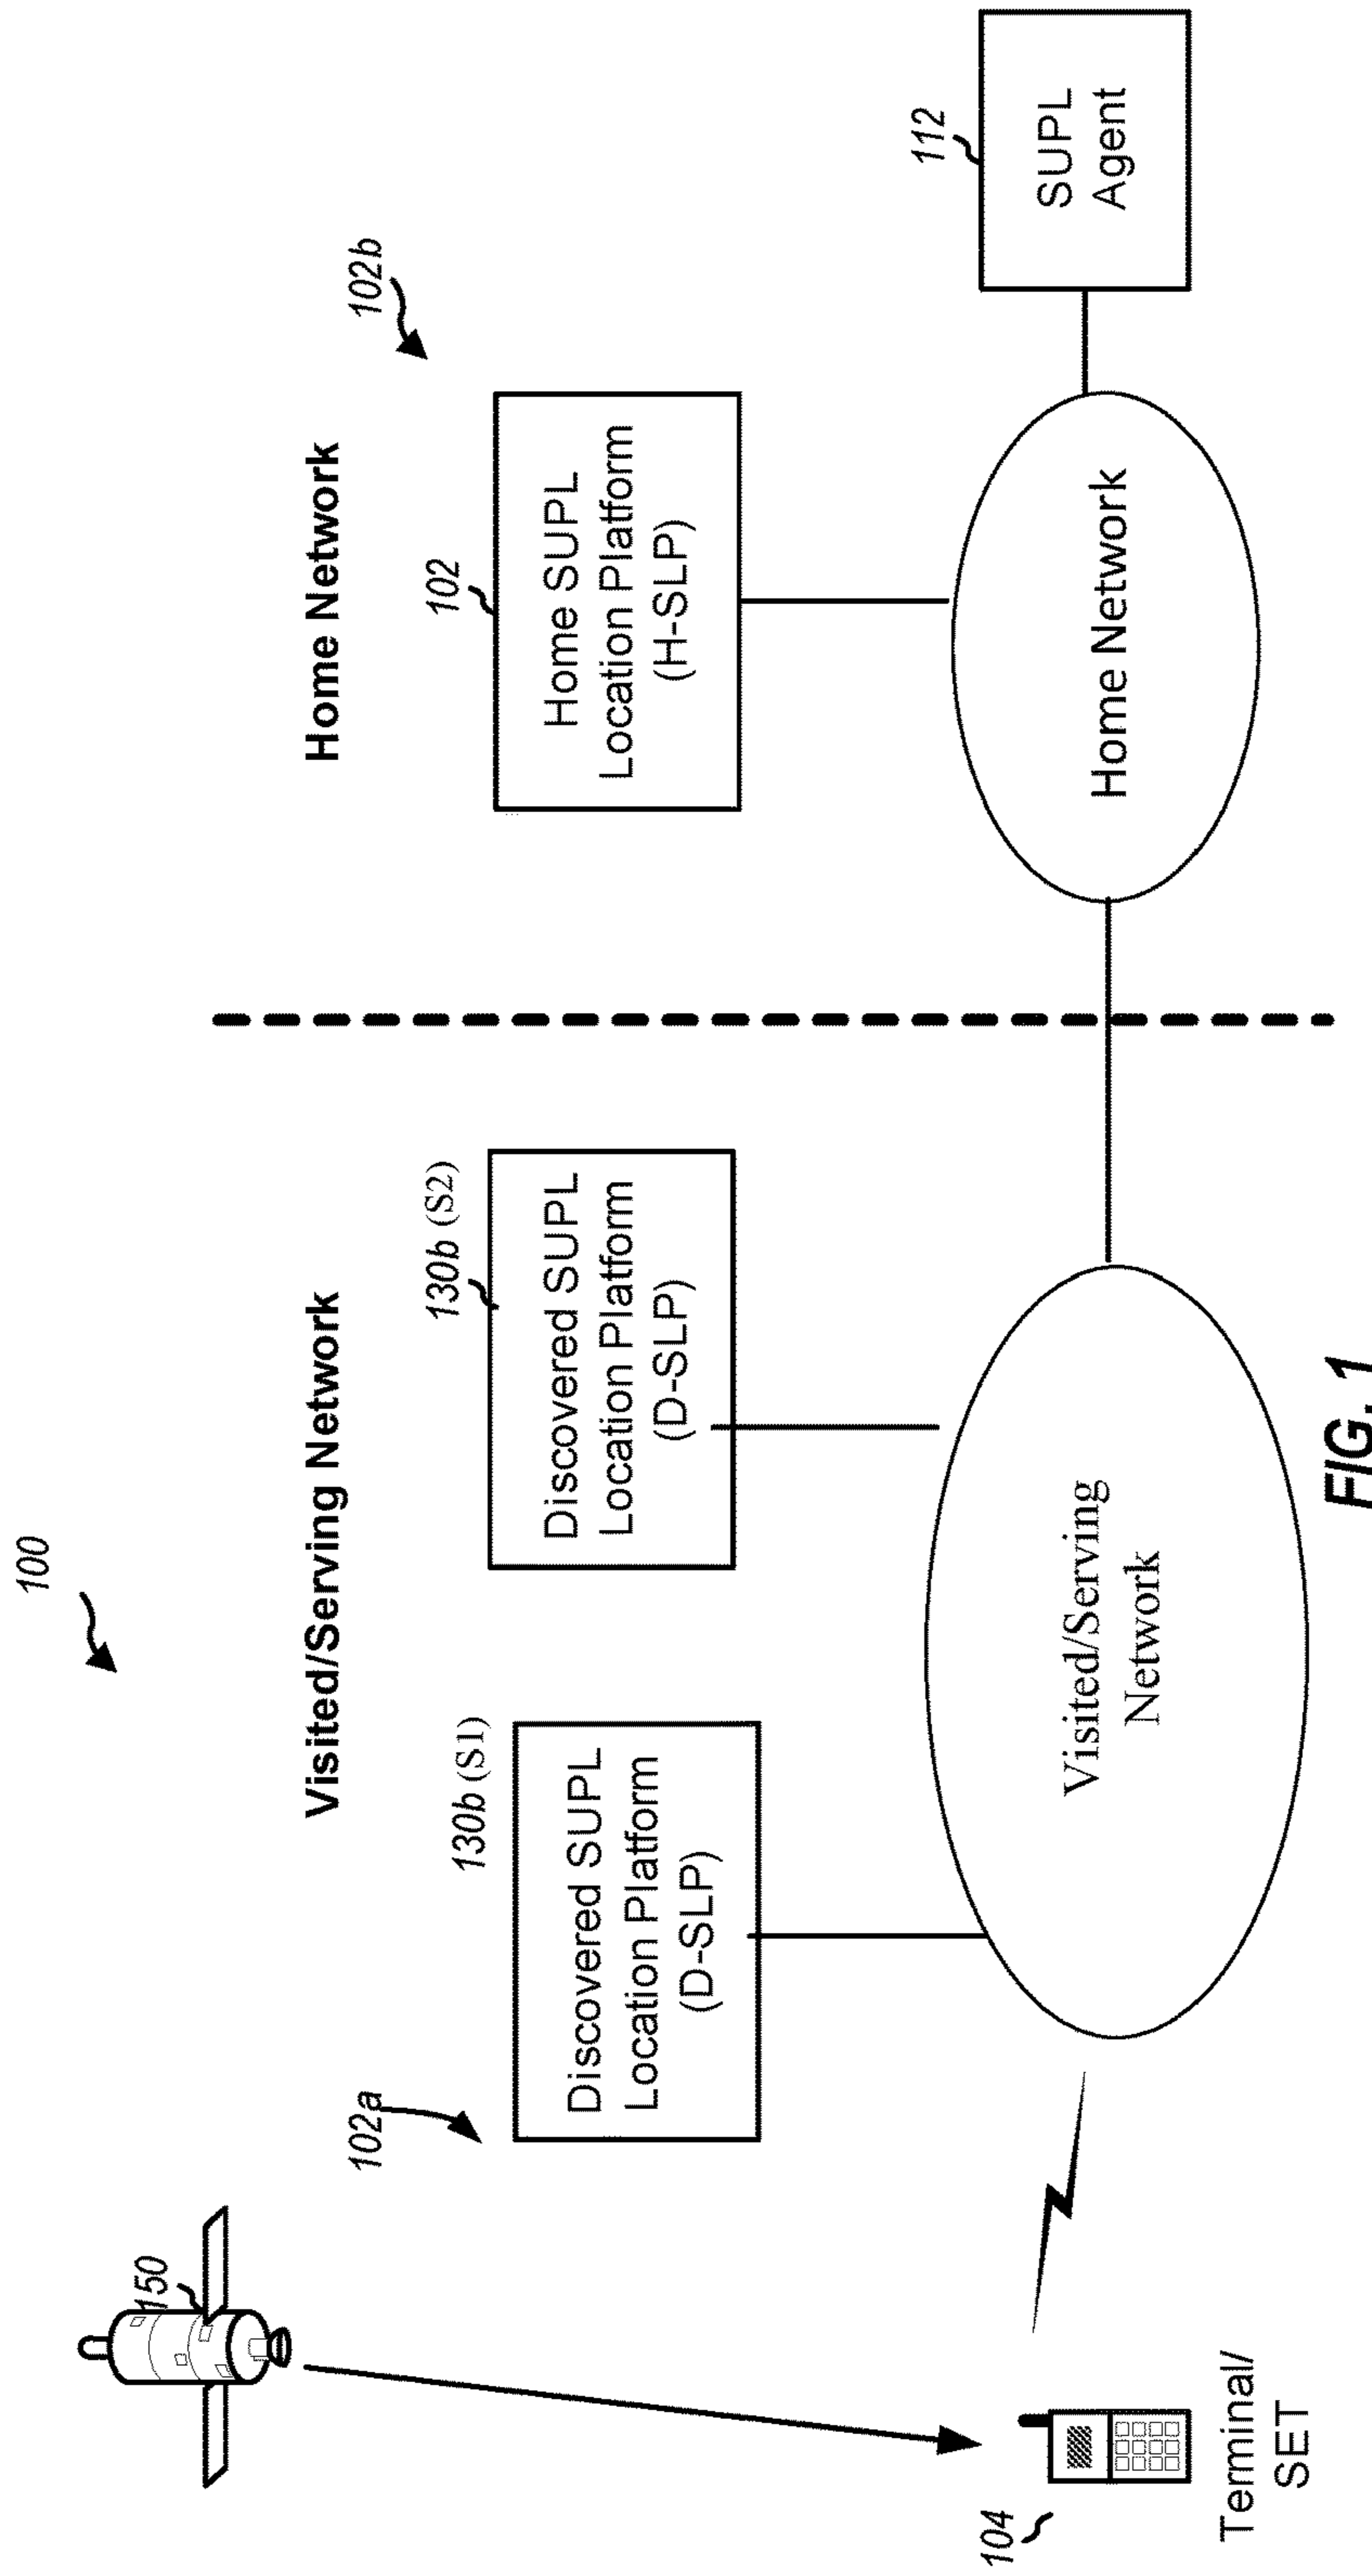 100
Visited/Serving Network
Home Network
150
102a
130b (S1)
130b (S2)
102
102b
Discovered SUPL
Location Platform
(D-SLP)
Discovered SUPL
Location Platform
(D-SLP)
Home SUPL
Location Platform
(H-SLP)
112
SUPL
Agent
104
Terminal/
SET
Visited/Serving
Network
Home Network
FIG. 1